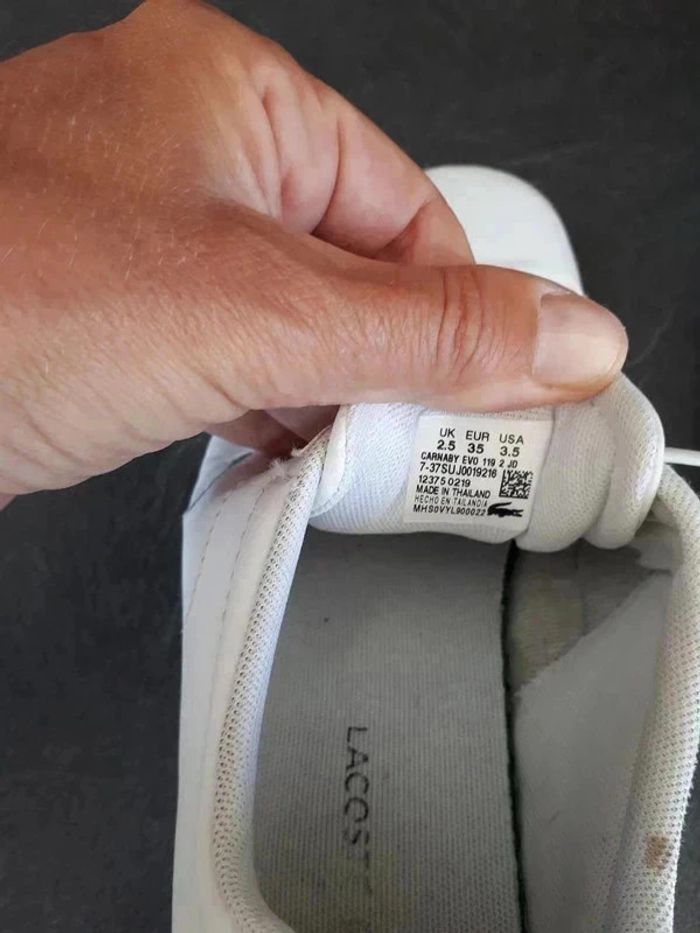 UK EUR USA
2.5 35 3.5
CARNABY EVO 119 2 JD
7-37SUJ0019216
12375 0219
MADE IN THAILAND
HECHO EN TAILANDIA
MHS0VYL900022
LACOST